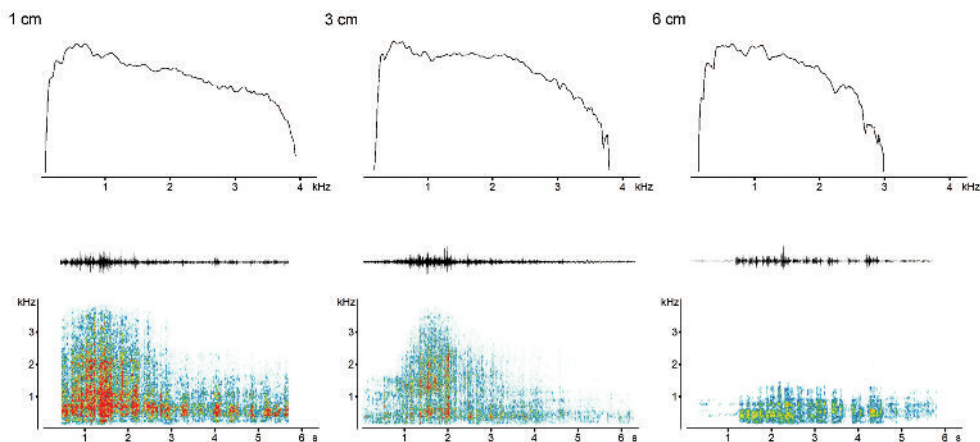 1 cm 3 cm 6 cm
1 2 3 4 kHz 1 2 3 4 kHz 1 2 3 4 kHz
kHz kHz kHz
3 3 3
2 2 2
1 1 1
1 2 3 4 5 6 s 1 2 3 4 5 6 s 1 2 3 4 5 6 s